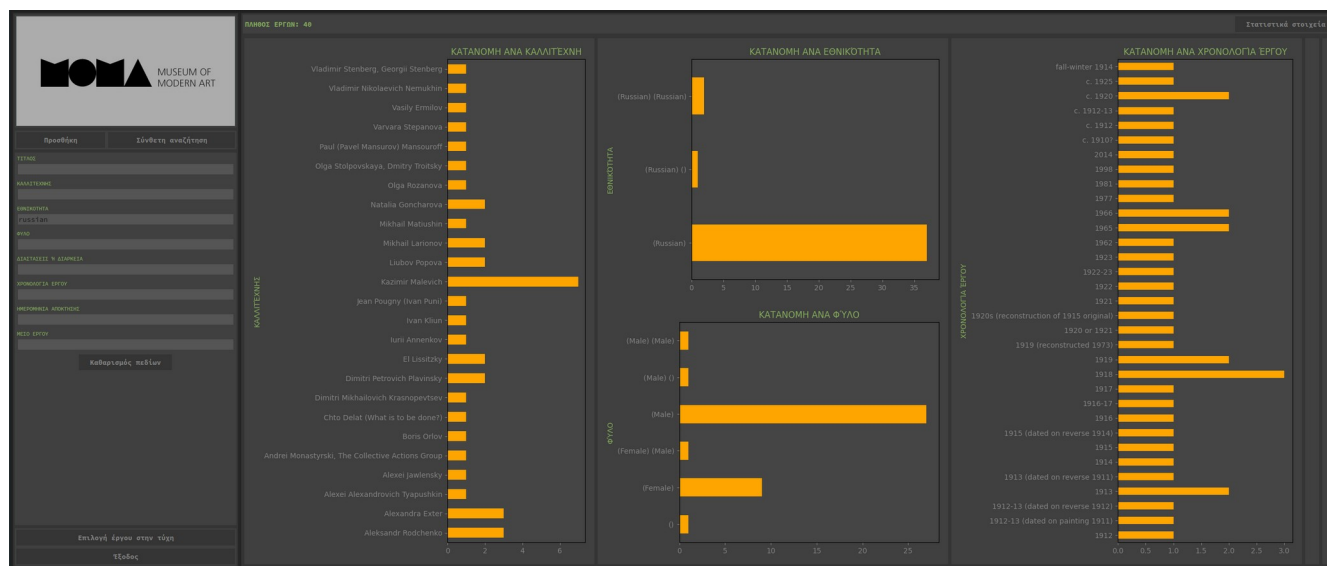 MOMA
MUSEUM OF
MODERN ART
Προσθήκη
Σύνθετη αναζήτηση
ΤΙΤΛΟΣ
ΚΑΛΛΙΤΕΧΝΗΣ
ΕΘΝΙΚΟΤΗΤΑ
russian
ΦΥΛΟ
ΔΙΑΣΤΑΣΕΙΣ Ή ΔΙΑΡΚΕΙΑ
ΧΡΟΝΟΛΟΓΙΑ ΕΡΓΟΥ
ΗΜΕΡΟΜΗΝΙΑ ΑΠΟΚΤΗΣΗΣ
ΜΕΣΟ ΕΡΓΟΥ
Καθαρισμός πεδίων
Επιλογή έργου στην τύχη
Έξοδος
ΠΛΗΘΟΣ ΕΡΓΩΝ: 40
Στατιστικά στοιχεία
ΚΑΤΑΝΟΜΗ ΑΝΑ ΚΑΛΛΙΤΈΧΝΗ
ΚΑΛΛΙΤΈΧΝΗΣ
Vladimir Stenberg, Georgii Stenberg
Vladimir Nikolaevich Nemukhin
Vasily Ermilov
Varvara Stepanova
Paul (Pavel Mansurov) Mansouroff
Olga Stolpovskaya, Dmitry Troitsky
Olga Rozanova
Natalia Goncharova
Mikhail Matiushin
Mikhail Larionov
Liubov Popova
Kazimir Malevich
Jean Pougny (Ivan Puni)
Ivan Kliun
Iurii Annenkov
El Lissitzky
Dimitri Petrovich Plavinsky
Dimitri Mikhailovich Krasnopevtsev
Chto Delat (What is to be done?)
Boris Orlov
Andrei Monastyrski, The Collective Actions Group
Alexei Jawlensky
Alexei Alexandrovich Tyapushkin
Alexandra Exter
Aleksandr Rodchenko
0 2 4 6
ΚΑΤΑΝΟΜΗ ΑΝΑ ΕΘΝΙΚΌΤΗΤΑ
ΕΘΝΙΚΌΤΗΤΑ
(Russian) (Russian)
(Russian) ()
(Russian)
0 5 10 15 20 25 30 35
ΚΑΤΑΝΟΜΗ ΑΝΑ ΦΎΛΟ
ΦΎΛΟ
(Male) (Male)
(Male) ()
(Male)
(Female) (Male)
(Female)
()
0 5 10 15 20 25
ΚΑΤΑΝΟΜΗ ΑΝΑ ΧΡΟΝΟΛΟΓΊΑ ΈΡΓΟΥ
ΧΡΟΝΟΛΟΓΊΑ ΈΡΓΟΥ
fall-winter 1914
c. 1925
c. 1920
c. 1912-13
c. 1912
c. 1910?
2014
1998
1981
1977
1966
1965
1962
1923
1922-23
1922
1921
1920s (reconstruction of 1915 original)
1920 or 1921
1919 (reconstructed 1973)
1919
1918
1917
1916-17
1916
1915 (dated on reverse 1914)
1915
1914
1913 (dated on reverse 1911)
1913
1912-13 (dated on reverse 1912)
1912-13 (dated on painting 1911)
1912
0.0 0.5 1.0 1.5 2.0 2.5 3.0